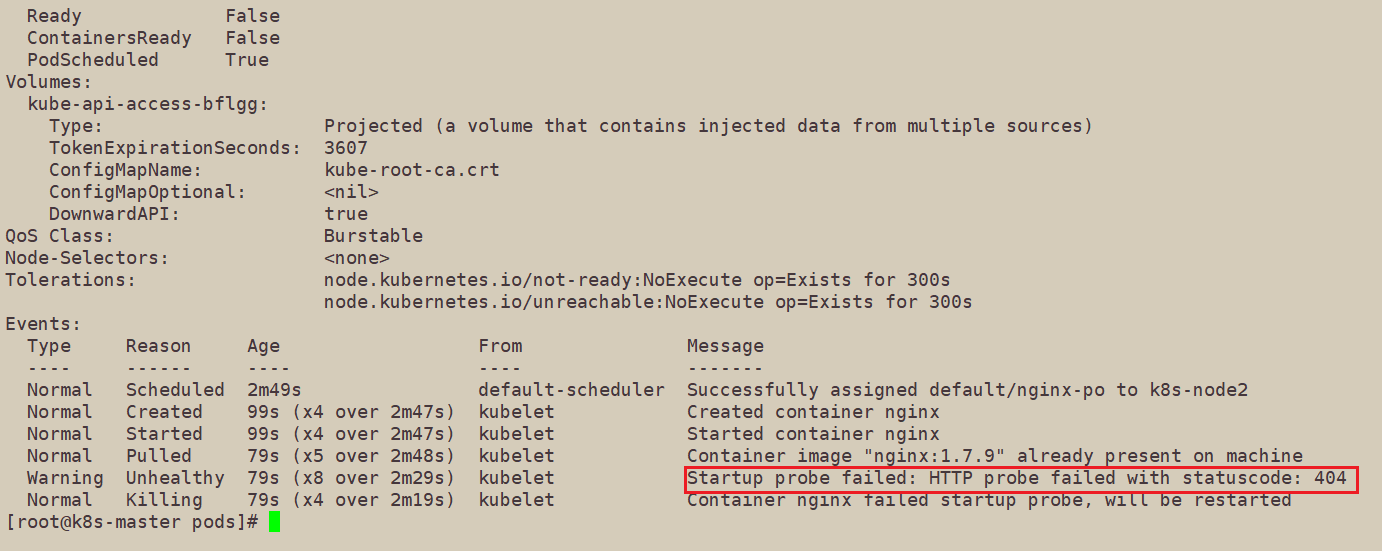 Ready False
ContainersReady False
PodScheduled True
Volumes:
kube-api-access-bflgg:
Type: Projected (a volume that contains injected data from multiple sources)
TokenExpirationSeconds: 3607
ConfigMapName: kube-root-ca.crt
ConfigMapOptional: <nil>
DownwardAPI: true
QoS Class: Burstable
Node-Selectors: <none>
Tolerations: node.kubernetes.io/not-ready:NoExecute op=Exists for 300s
node.kubernetes.io/unreachable:NoExecute op=Exists for 300s
Events:
Type Reason Age From Message
---- ------ ---- ---- -------
Normal Scheduled 2m49s default-scheduler Successfully assigned default/nginx-po to k8s-node2
Normal Created 99s (x4 over 2m47s) kubelet Created container nginx
Normal Started 99s (x4 over 2m47s) kubelet Started container nginx
Normal Pulled 79s (x5 over 2m48s) kubelet Container image "nginx:1.7.9" already present on machine
Warning Unhealthy 79s (x8 over 2m29s) kubelet Startup probe failed: HTTP probe failed with statuscode: 404
Normal Killing 79s (x4 over 2m19s) kubelet Container nginx failed startup probe, will be restarted
[root@k8s-master pods]#